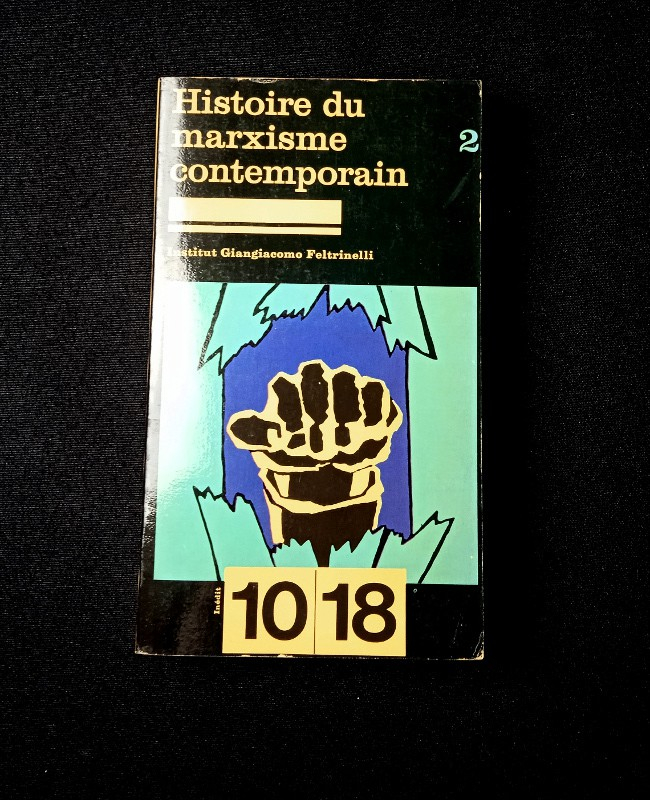 Histoire du
marxisme
contemporain
2
Institut Giangiacomo Feltrinelli
Inédit
10 18